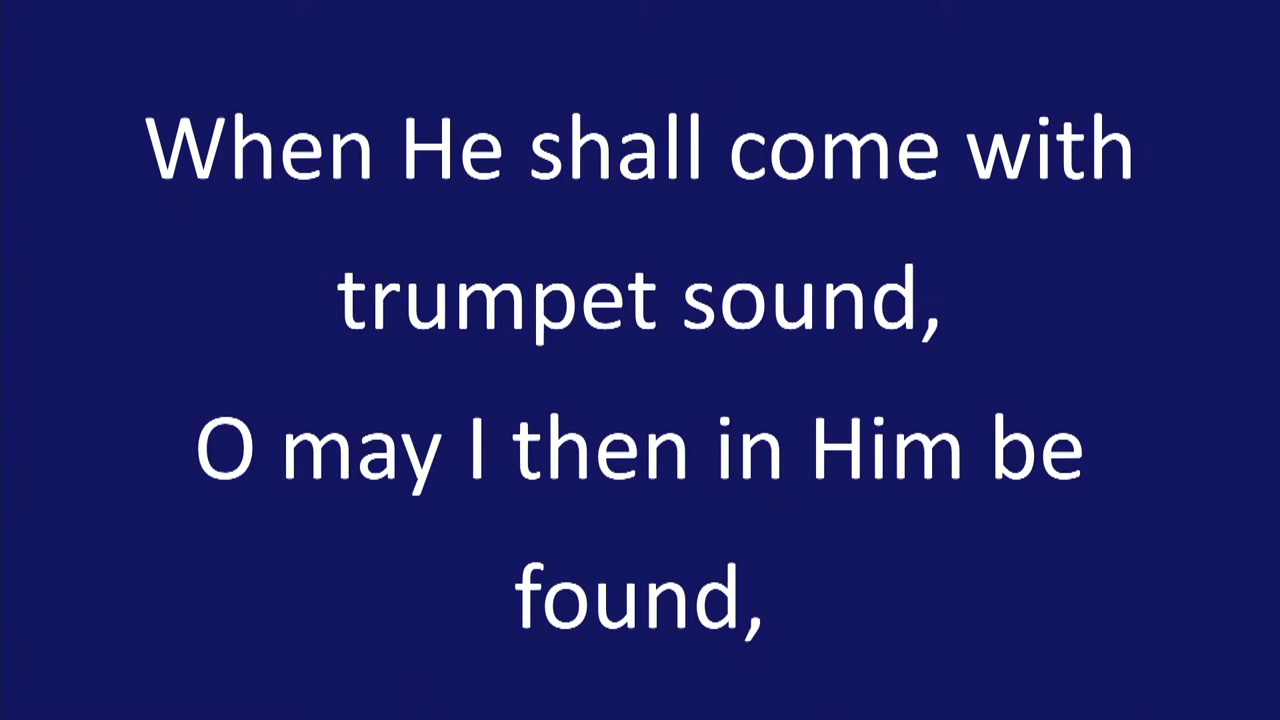 When He shall come with
trumpet sound,
O may I then in Him be
found,